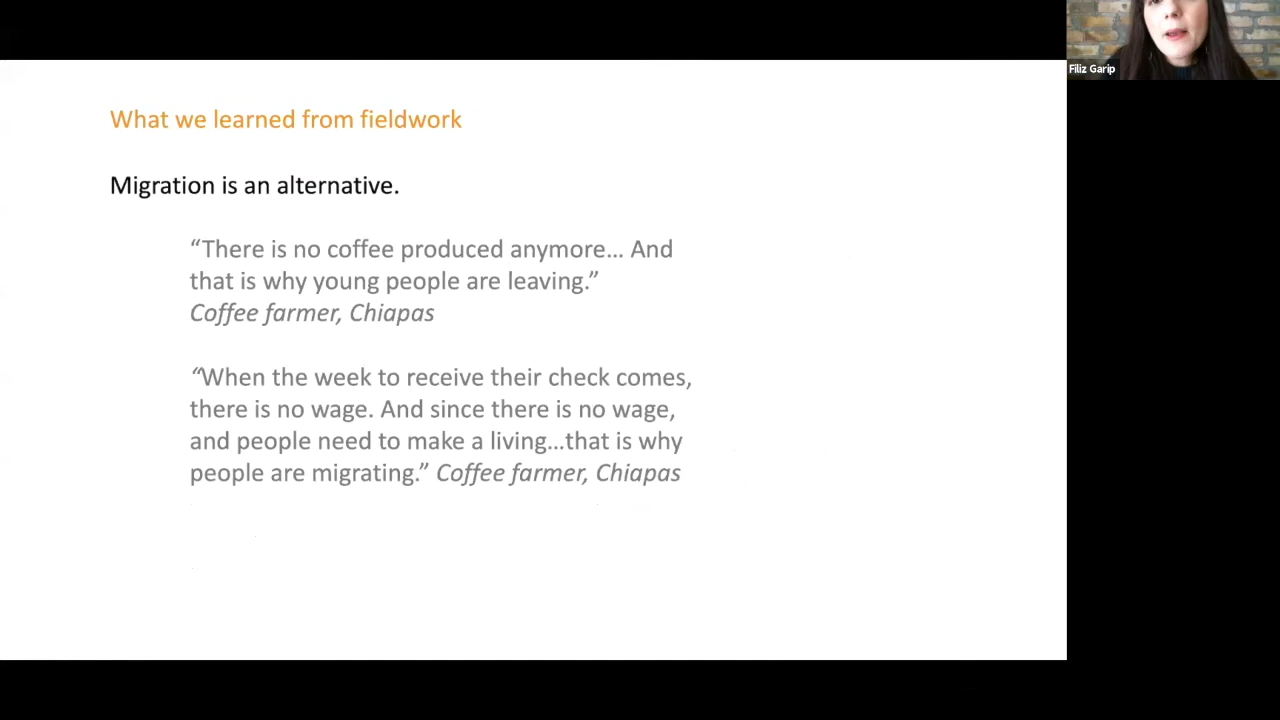 Filiz Garip
What we learned from fieldwork
Migration is an alternative.
“There is no coffee produced anymore… And
that is why young people are leaving.”
Coffee farmer, Chiapas
“When the week to receive their check comes,
there is no wage. And since there is no wage,
and people need to make a living…that is why
people are migrating.” Coffee farmer, Chiapas